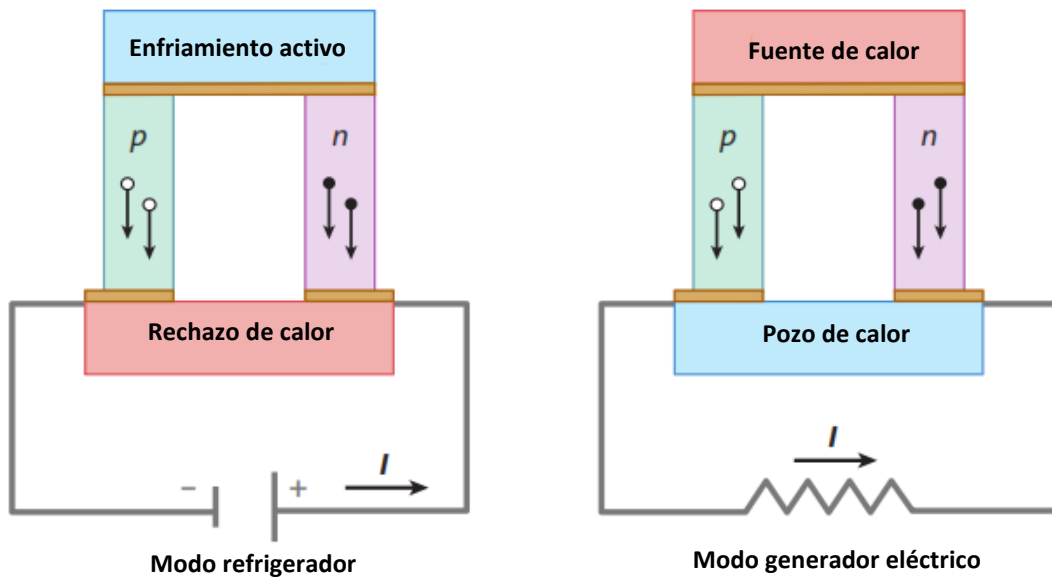 Enfriamiento activo
p
n
Rechazo de calor
I
− +
Modo refrigerador
Fuente de calor
p
n
Pozo de calor
I
Modo generador eléctrico